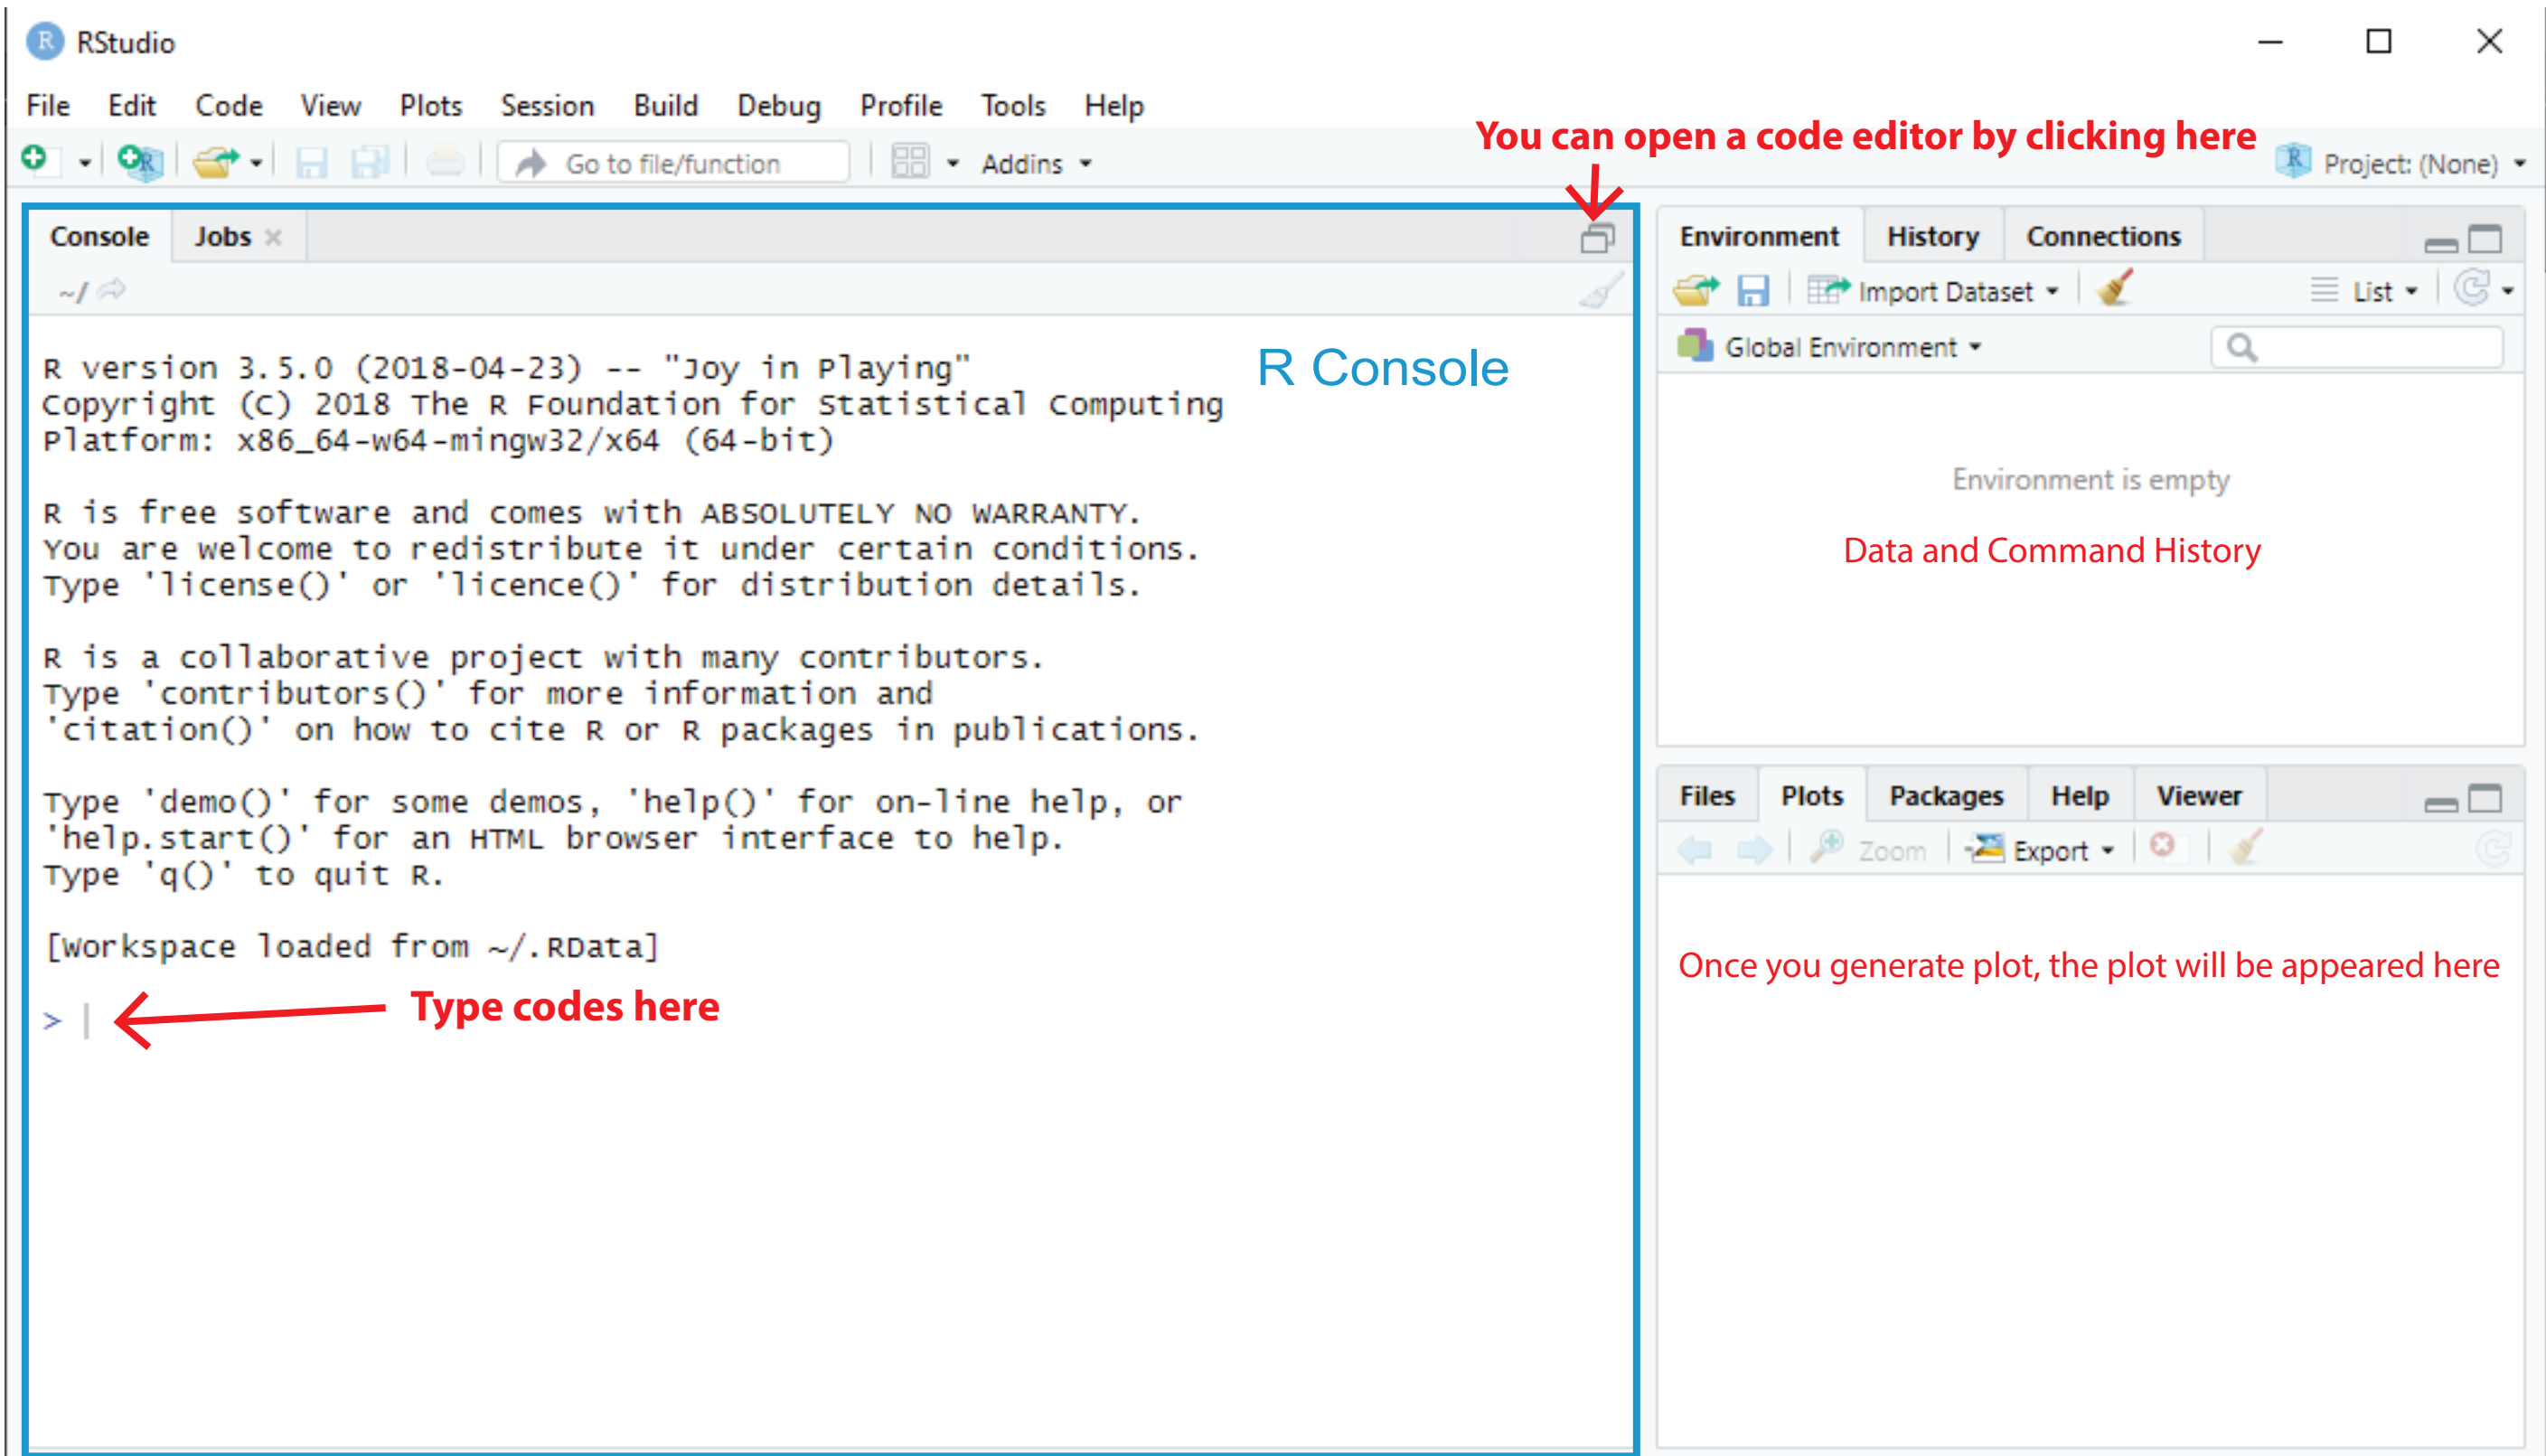 RStudio
File Edit Code View Plots Session Build Debug Profile Tools Help
You can open a code editor by clicking here
Go to file/function Addins Project: (None)
Console Jobs
~/
R Console
R version 3.5.0 (2018-04-23) -- "Joy in Playing"
Copyright (C) 2018 The R Foundation for Statistical Computing
Platform: x86_64-w64-mingw32/x64 (64-bit)
R is free software and comes with ABSOLUTELY NO WARRANTY.
You are welcome to redistribute it under certain conditions.
Type 'license()' or 'licence()' for distribution details.
R is a collaborative project with many contributors.
Type 'contributors()' for more information and
'citation()' on how to cite R or R packages in publications.
Type 'demo()' for some demos, 'help()' for on-line help, or
'help.start()' for an HTML browser interface to help.
Type 'q()' to quit R.
[Workspace loaded from ~/.RData]
> Type codes here
Environment History Connections
Import Dataset List
Global Environment
Environment is empty
Data and Command History
Files Plots Packages Help Viewer
Zoom Export
Once you generate plot, the plot will be appeared here